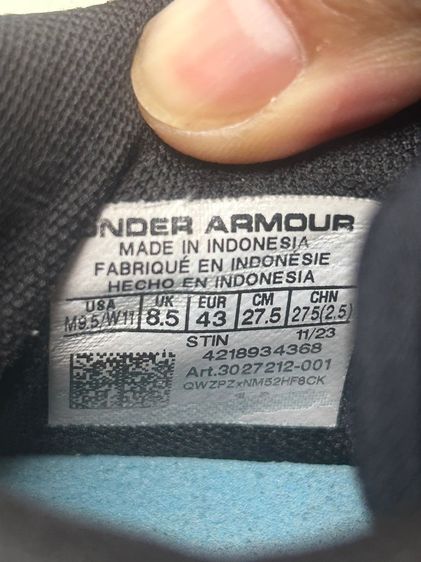 UNDER ARMOUR
MADE IN INDONESIA
FABRIQUÉ EN INDONÉSIE
HECHO EN INDONESIA
USA UK EUR CM CHN
M9.5/W11 8.5 43 27.5 275(2.5)
STIN 11/23
4218934368
Art.3027212-001
QWZPZxNM52HF8CK